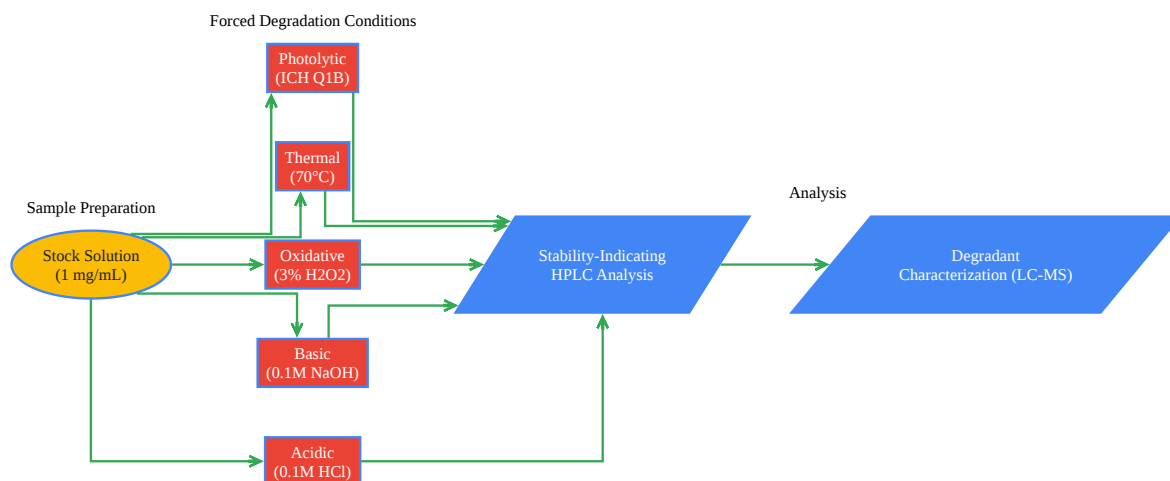 Forced Degradation Conditions
Photolytic
(ICH Q1B)
Thermal
(70°C)
Sample Preparation
Analysis
Stock Solution
(1 mg/mL)
Oxidative
(3% H2O2)
Stability-Indicating
HPLC Analysis
Degradant
Characterization (LC-MS)
Basic
(0.1M NaOH)
Acidic
(0.1M HCl)